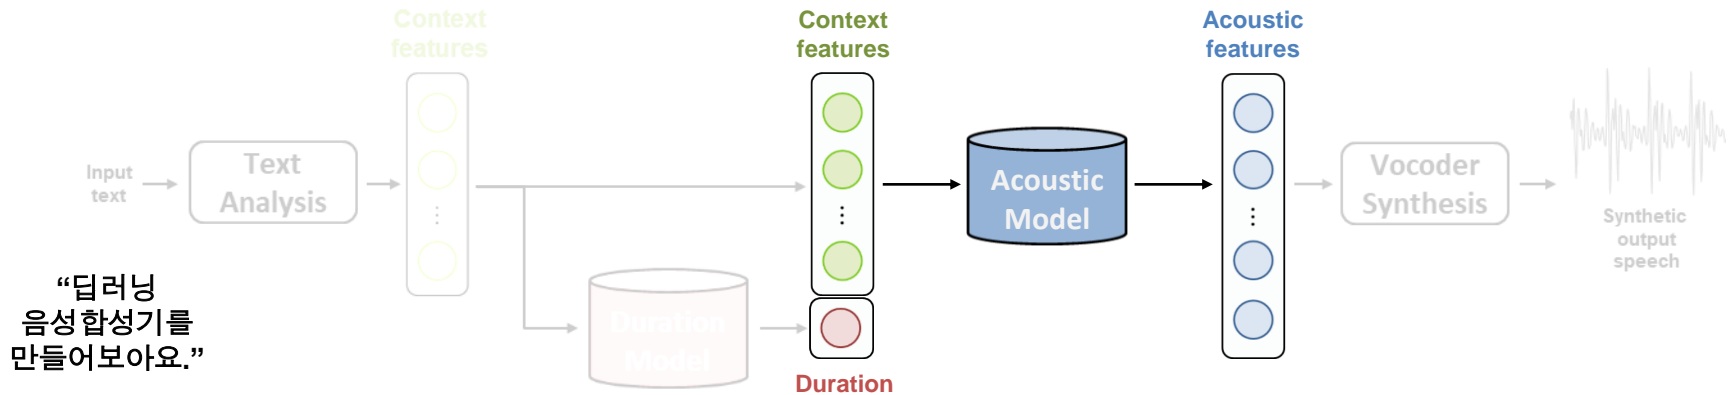 Context
features
Context
features
Acoustic
features
Input
text
Text
Analysis
Acoustic
Model
Vocoder
Synthesis
Synthetic
output
speech
“딥러닝
음성합성기를
만들어보아요.”
Duration
Model
Duration